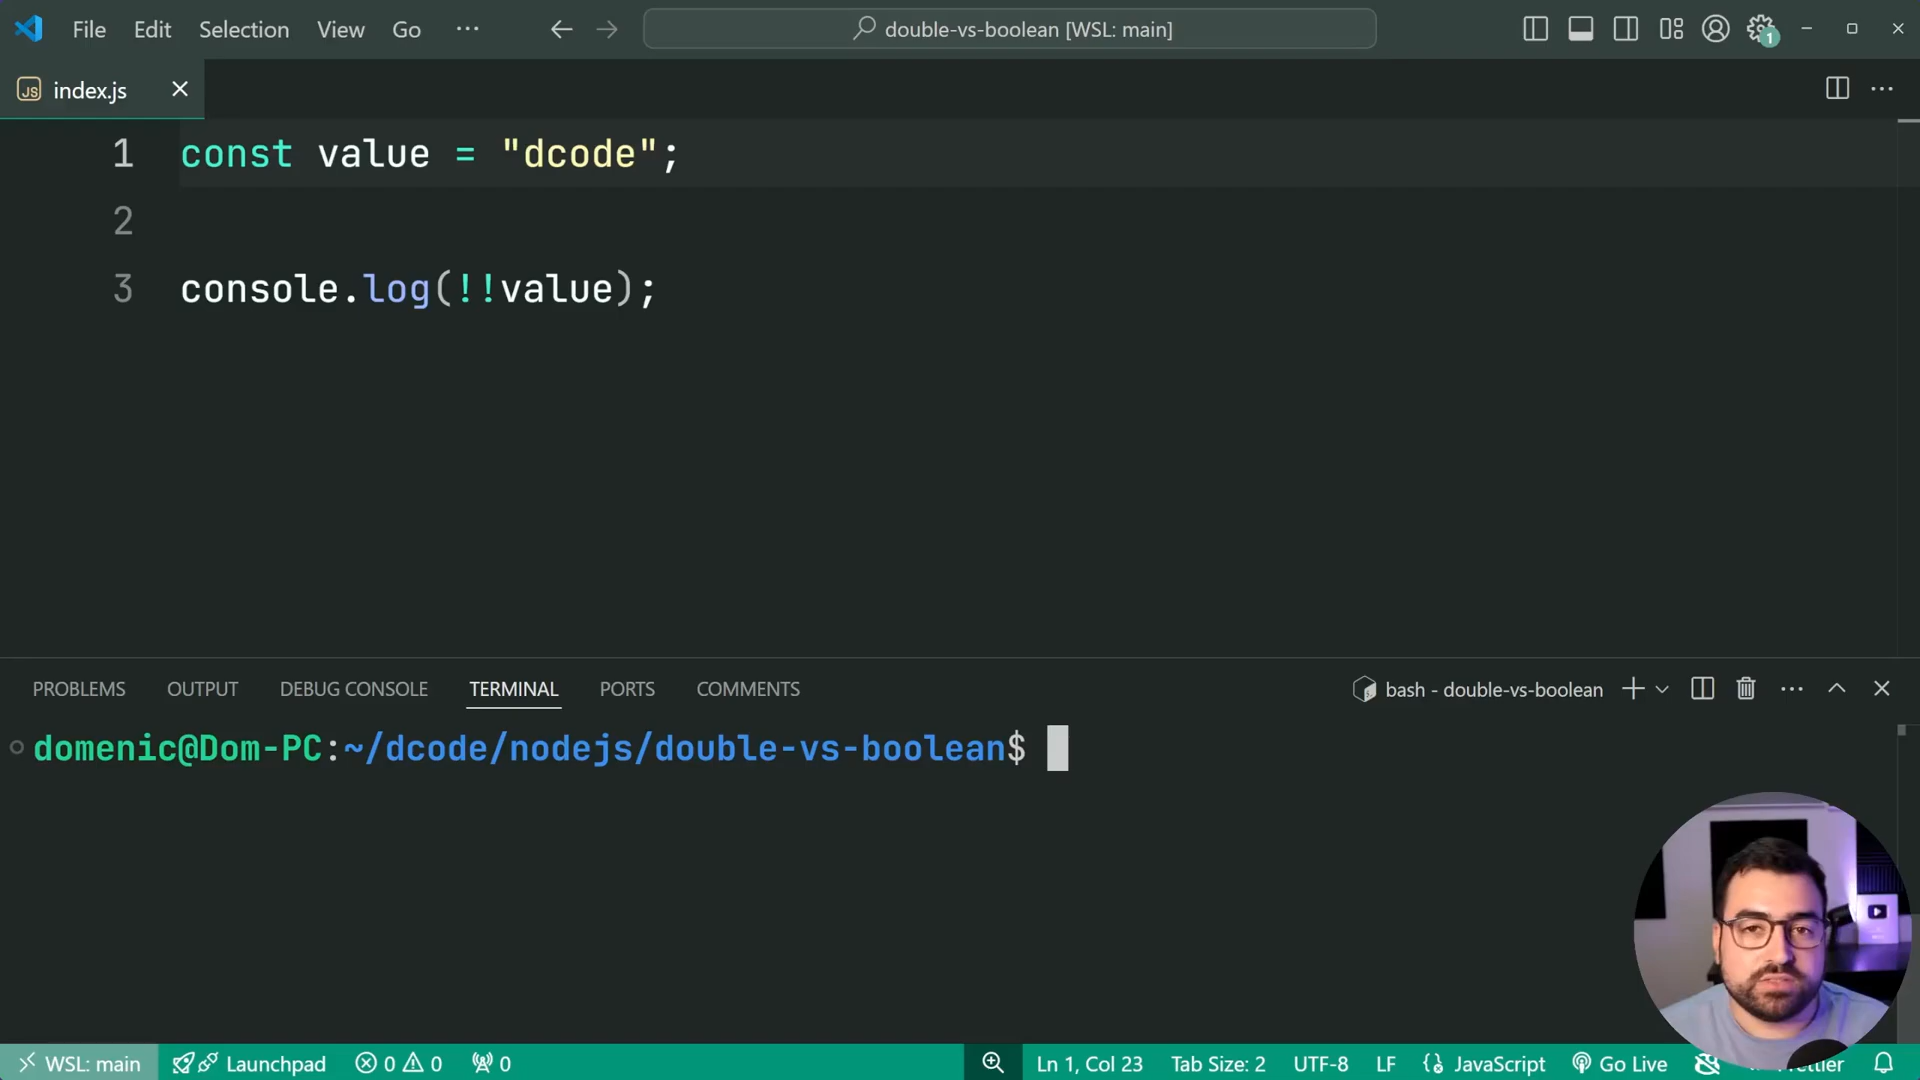 File Edit Selection View Go ··· double-vs-boolean [WSL: main] 1
JS index.js
1 const value = "dcode";
2
3 console.log(!!value);
PROBLEMS OUTPUT DEBUG CONSOLE TERMINAL PORTS COMMENTS bash - double-vs-boolean
domenic@Dom-PC:~/dcode/nodejs/double-vs-boolean$
WSL: main Launchpad 0 0 0 Ln 1, Col 23 Tab Size: 2 UTF-8 LF {} JavaScript Go Live